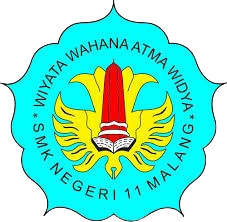 * WIYATA WAHANA ATMA WIDYA *
SMK NEGERI 11 MALANG